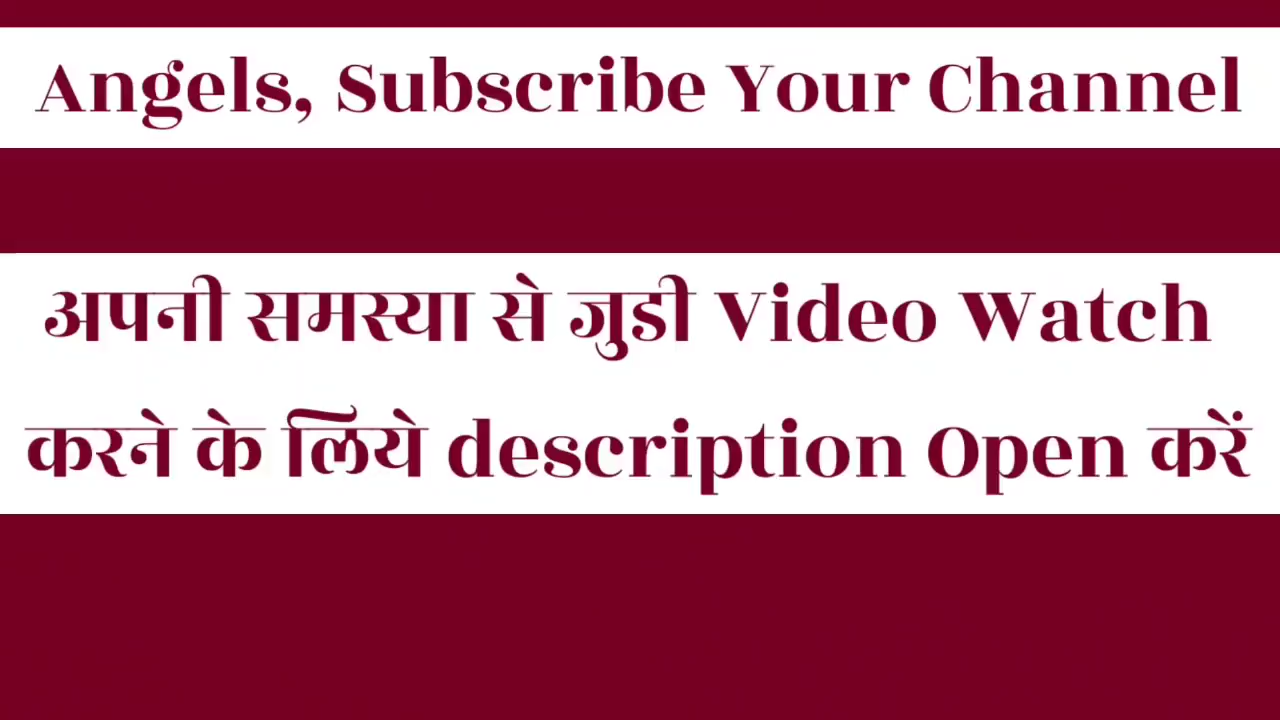 Angels, Subscribe Your Channel
अपनी समस्या से जुडी Video Watch
करने के लिये description Open करें